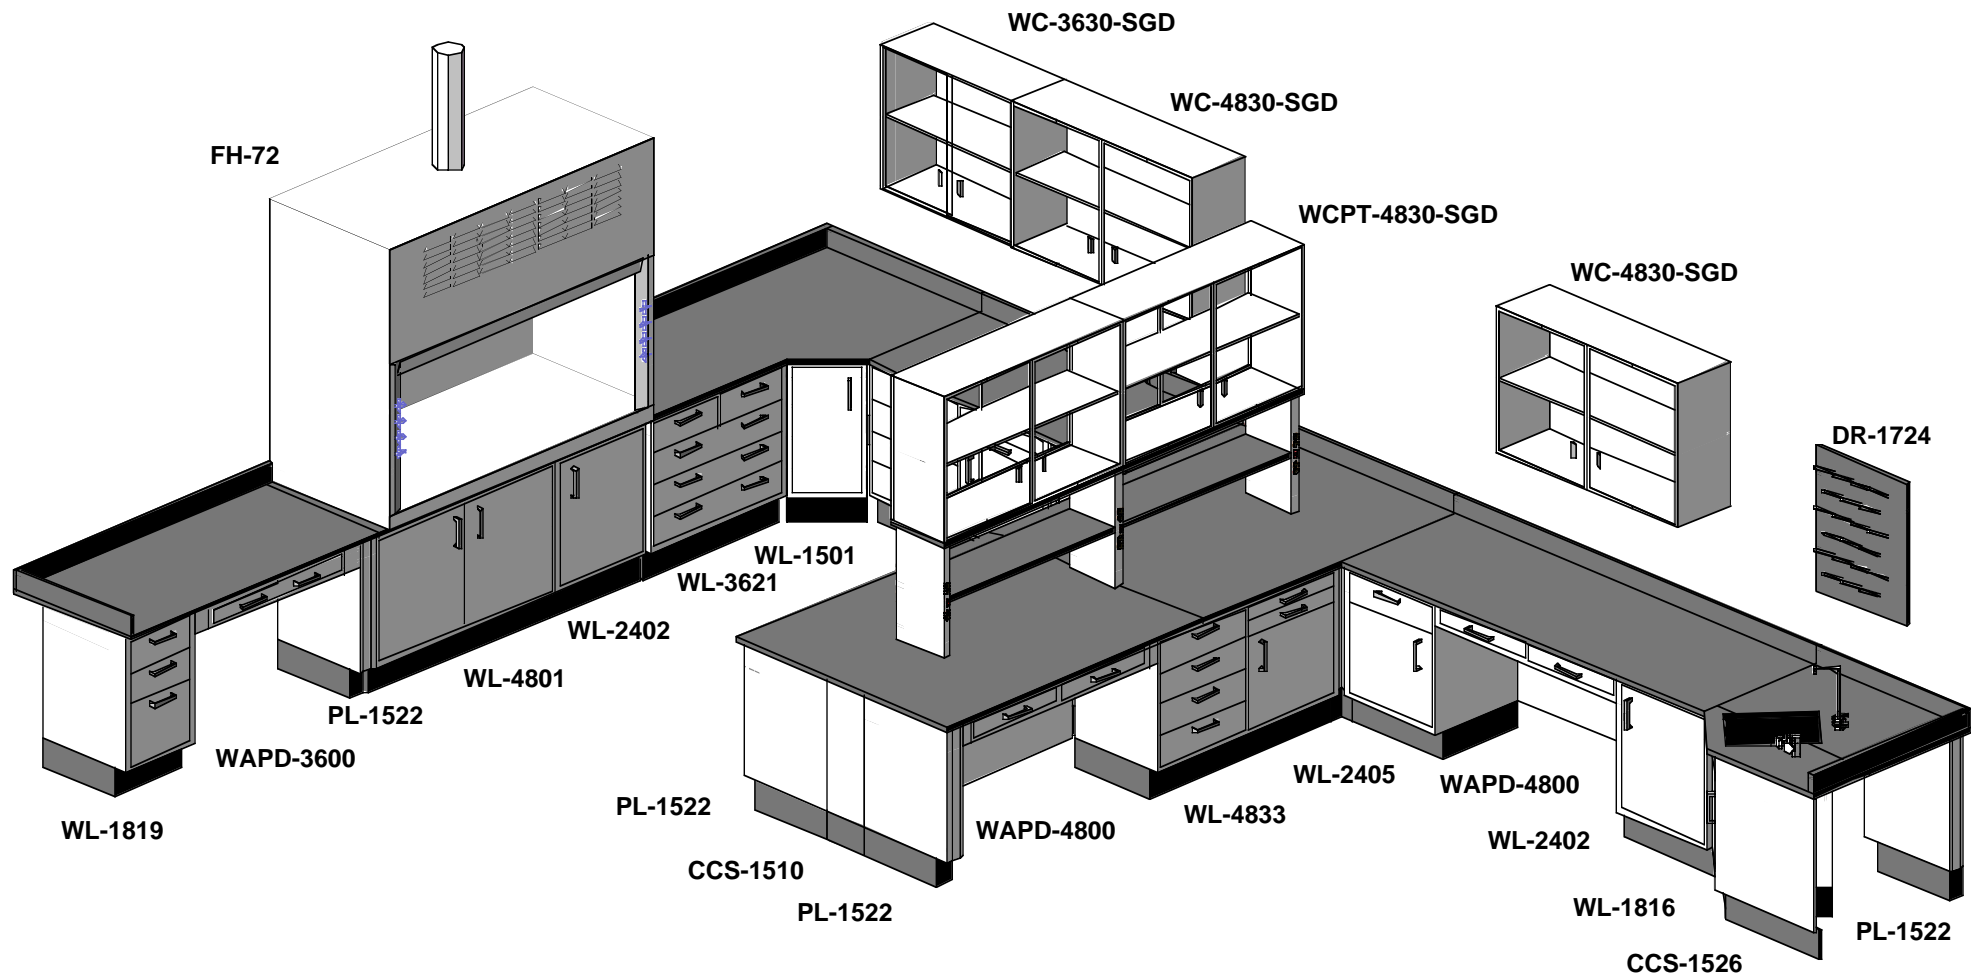 WC-3630-SGD
WC-4830-SGD
FH-72
WCPT-4830-SGD
WC-4830-SGD
DR-1724
WL-1501
WL-3621
WL-2402
WL-4801
PL-1522
WAPD-3600
WL-1819
WL-2405
WAPD-4800
PL-1522
WL-4833
WAPD-4800
WL-2402
CCS-1510
PL-1522
WL-1816
PL-1522
CCS-1526